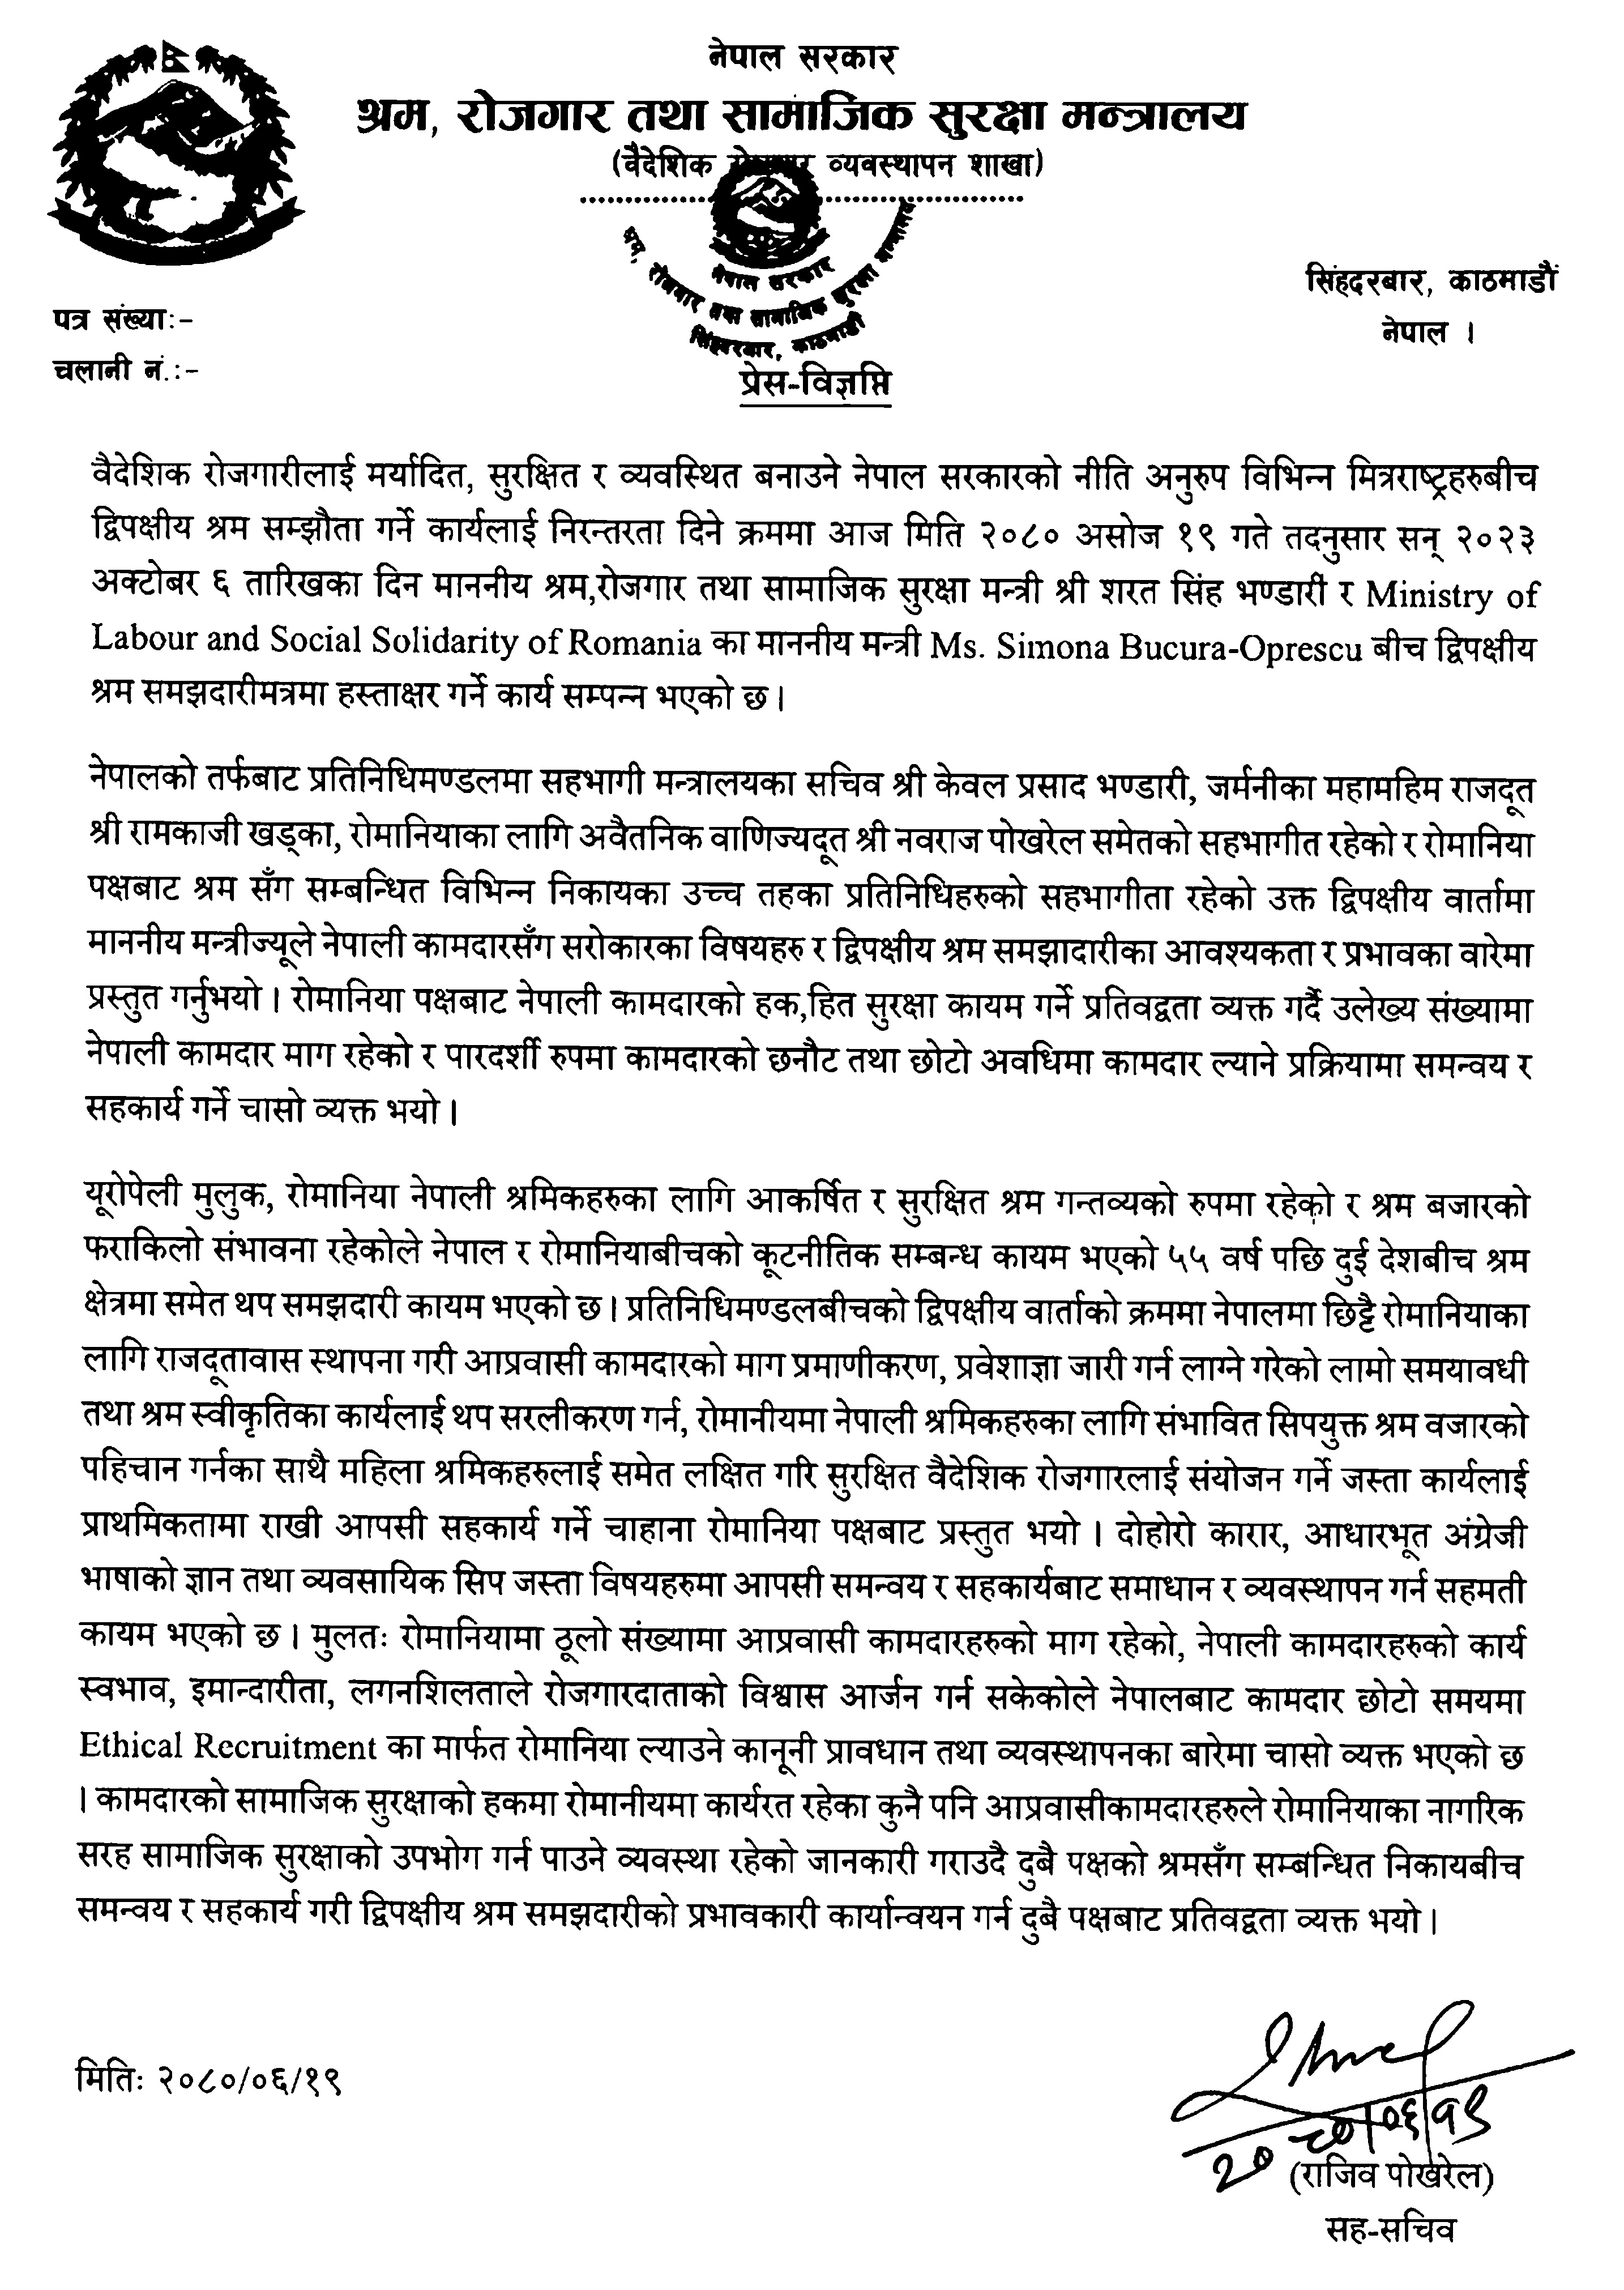 नेपाल सरकार
श्रम, रोजगार तथा सामाजिक सुरक्षा मन्त्रालय
(वैदेशिक व्यवस्थापन शाखा)
नेपाल सरकार
श्रम, रोजगार तथा सामाजिक सुरक्षा मन्त्रालय
सिंहदरबार, काठमाडौं
सिंहदरबार, काठमाडौं
नेपाल ।
पत्र संख्याः-
चलानी नं.ः-
प्रेस-विज्ञप्ति
वैदेशिक रोजगारीलाई मर्यादित, सुरक्षित र व्यवस्थित बनाउने नेपाल सरकारको नीति अनुरुप विभिन्न मित्रराष्ट्रहरुबीच
द्विपक्षीय श्रम सम्झौता गर्ने कार्यलाई निरन्तरता दिने क्रममा आज मिति २०८० असोज १९ गते तदनुसार सन् २०२३
अक्टोबर ६ तारिखका दिन माननीय श्रम,रोजगार तथा सामाजिक सुरक्षा मन्त्री श्री शरत सिंह भण्डारी र Ministry of
Labour and Social Solidarity of Romania का माननीय मन्त्री Ms. Simona Bucura-Oprescu बीच द्विपक्षीय
श्रम समझदारीमत्रमा हस्ताक्षर गर्ने कार्य सम्पन्न भएको छ।
नेपालको तर्फबाट प्रतिनिधिमण्डलमा सहभागी मन्त्रालयका सचिव श्री केवल प्रसाद भण्डारी, जर्मनीका महामहिम राजदूत
श्री रामकाजी खड्का, रोमानियाका लागि अवैतनिक वाणिज्यदूत श्री नवराज पोखरेल समेतको सहभागीत रहेको र रोमानिया
पक्षबाट श्रम सँग सम्बन्धित विभिन्न निकायका उच्च तहका प्रतिनिधिहरुको सहभागीता रहेको उक्त द्विपक्षीय वार्तामा
माननीय मन्त्रीज्यूले नेपाली कामदारसँग सरोकारका विषयहरु र द्विपक्षीय श्रम समझादारीका आवश्यकता र प्रभावका वारेमा
प्रस्तुत गर्नुभयो । रोमानिया पक्षबाट नेपाली कामदारको हक,हित सुरक्षा कायम गर्ने प्रतिवद्वता व्यक्त गर्दै उलेख्य संख्यामा
नेपाली कामदार माग रहेको र पारदर्शी रुपमा कामदारको छनौट तथा छोटो अवधिमा कामदार ल्याने प्रक्रियामा समन्वय र
सहकार्य गर्ने चासो व्यक्त भयो ।
यूरोपेली मुलुक, रोमानिया नेपाली श्रमिकहरुका लागि आकर्षित र सुरक्षित श्रम गन्तव्यको रुपमा रहेको र श्रम बजारको
फराकिलो संभावना रहेकोले नेपाल र रोमानियाबीचको कूटनीतिक सम्बन्ध कायम भएको ५५ वर्ष पछि दुई देशबीच श्रम
क्षेत्रमा समेत थप समझदारी कायम भएको छ। प्रतिनिधिमण्डलबीचको द्विपक्षीय वार्ताको क्रममा नेपालमा छिट्टै रोमानियाका
लागि राजदूतावास स्थापना गरी आप्रवासी कामदारको माग प्रमाणीकरण, प्रवेशाज्ञा जारी गर्न लाग्ने गरेको लामो समयावधी
तथा श्रम स्वीकृतिका कार्यलाई थप सरलीकरण गर्न, रोमानीयमा नेपाली श्रमिकहरुका लागि संभावित सिपयुक्त श्रम वजारको
पहिचान गर्नका साथै महिला श्रमिकहरुलाई समेत लक्षित गरि सुरक्षित वैदेशिक रोजगारलाई संयोजन गर्ने जस्ता कार्यलाई
प्राथमिकतामा राखी आपसी सहकार्य गर्ने चाहाना रोमानिया पक्षबाट प्रस्तुत भयो । दोहोरो कारार, आधारभूत अंग्रेजी
भाषाको ज्ञान तथा व्यवसायिक सिप जस्ता विषयहरुमा आपसी समन्वय र सहकार्यबाट समाधान र व्यवस्थापन गर्न सहमती
कायम भएको छ । मुलतः रोमानियामा ठूलो संख्यामा आप्रवासी कामदारहरुको माग रहेको, नेपाली कामदारहरुको कार्य
स्वभाव, इमान्दारीता, लगनशिलताले रोजगारदाताको विश्वास आर्जन गर्न सकेकोले नेपालबाट कामदार छोटो समयमा
Ethical Recruitment का मार्फत रोमानिया ल्याउने कानूनी प्रावधान तथा व्यवस्थापनका बारेमा चासो व्यक्त भएको छ
। कामदारको सामाजिक सुरक्षाको हकमा रोमानीयमा कार्यरत रहेका कुनै पनि आप्रवासीकामदारहरुले रोमानियाका नागरिक
सरह सामाजिक सुरक्षाको उपभोग गर्न पाउने व्यवस्था रहेको जानकारी गराउदै दुबै पक्षको श्रमसँग सम्बन्धित निकायबीच
समन्वय र सहकार्य गरी द्विपक्षीय श्रम समझदारीको प्रभावकारी कार्यान्वयन गर्न दुबै पक्षबाट प्रतिवद्वता व्यक्त भयो ।
मितिः २०८०/०६/१९
२०८०/०६/१९
(राजिव पोखरेल)
सह-सचिव